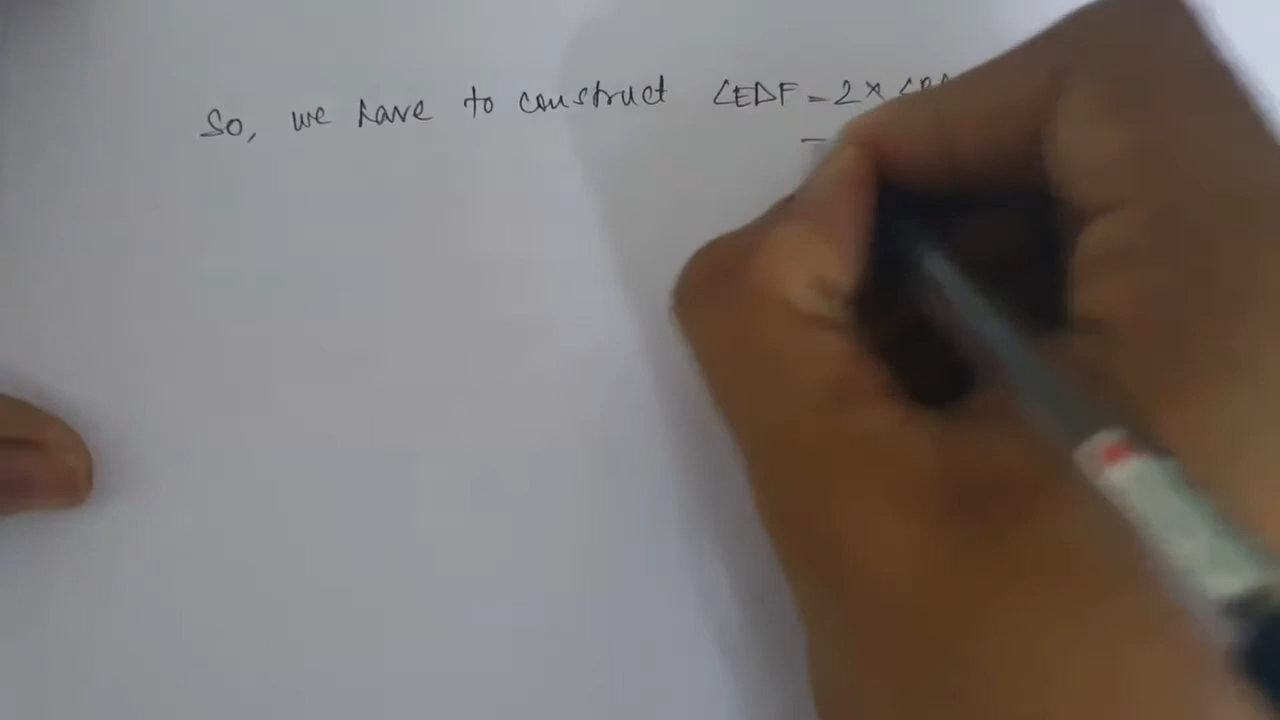 So, we have to construct ∠EDF = 2 ×